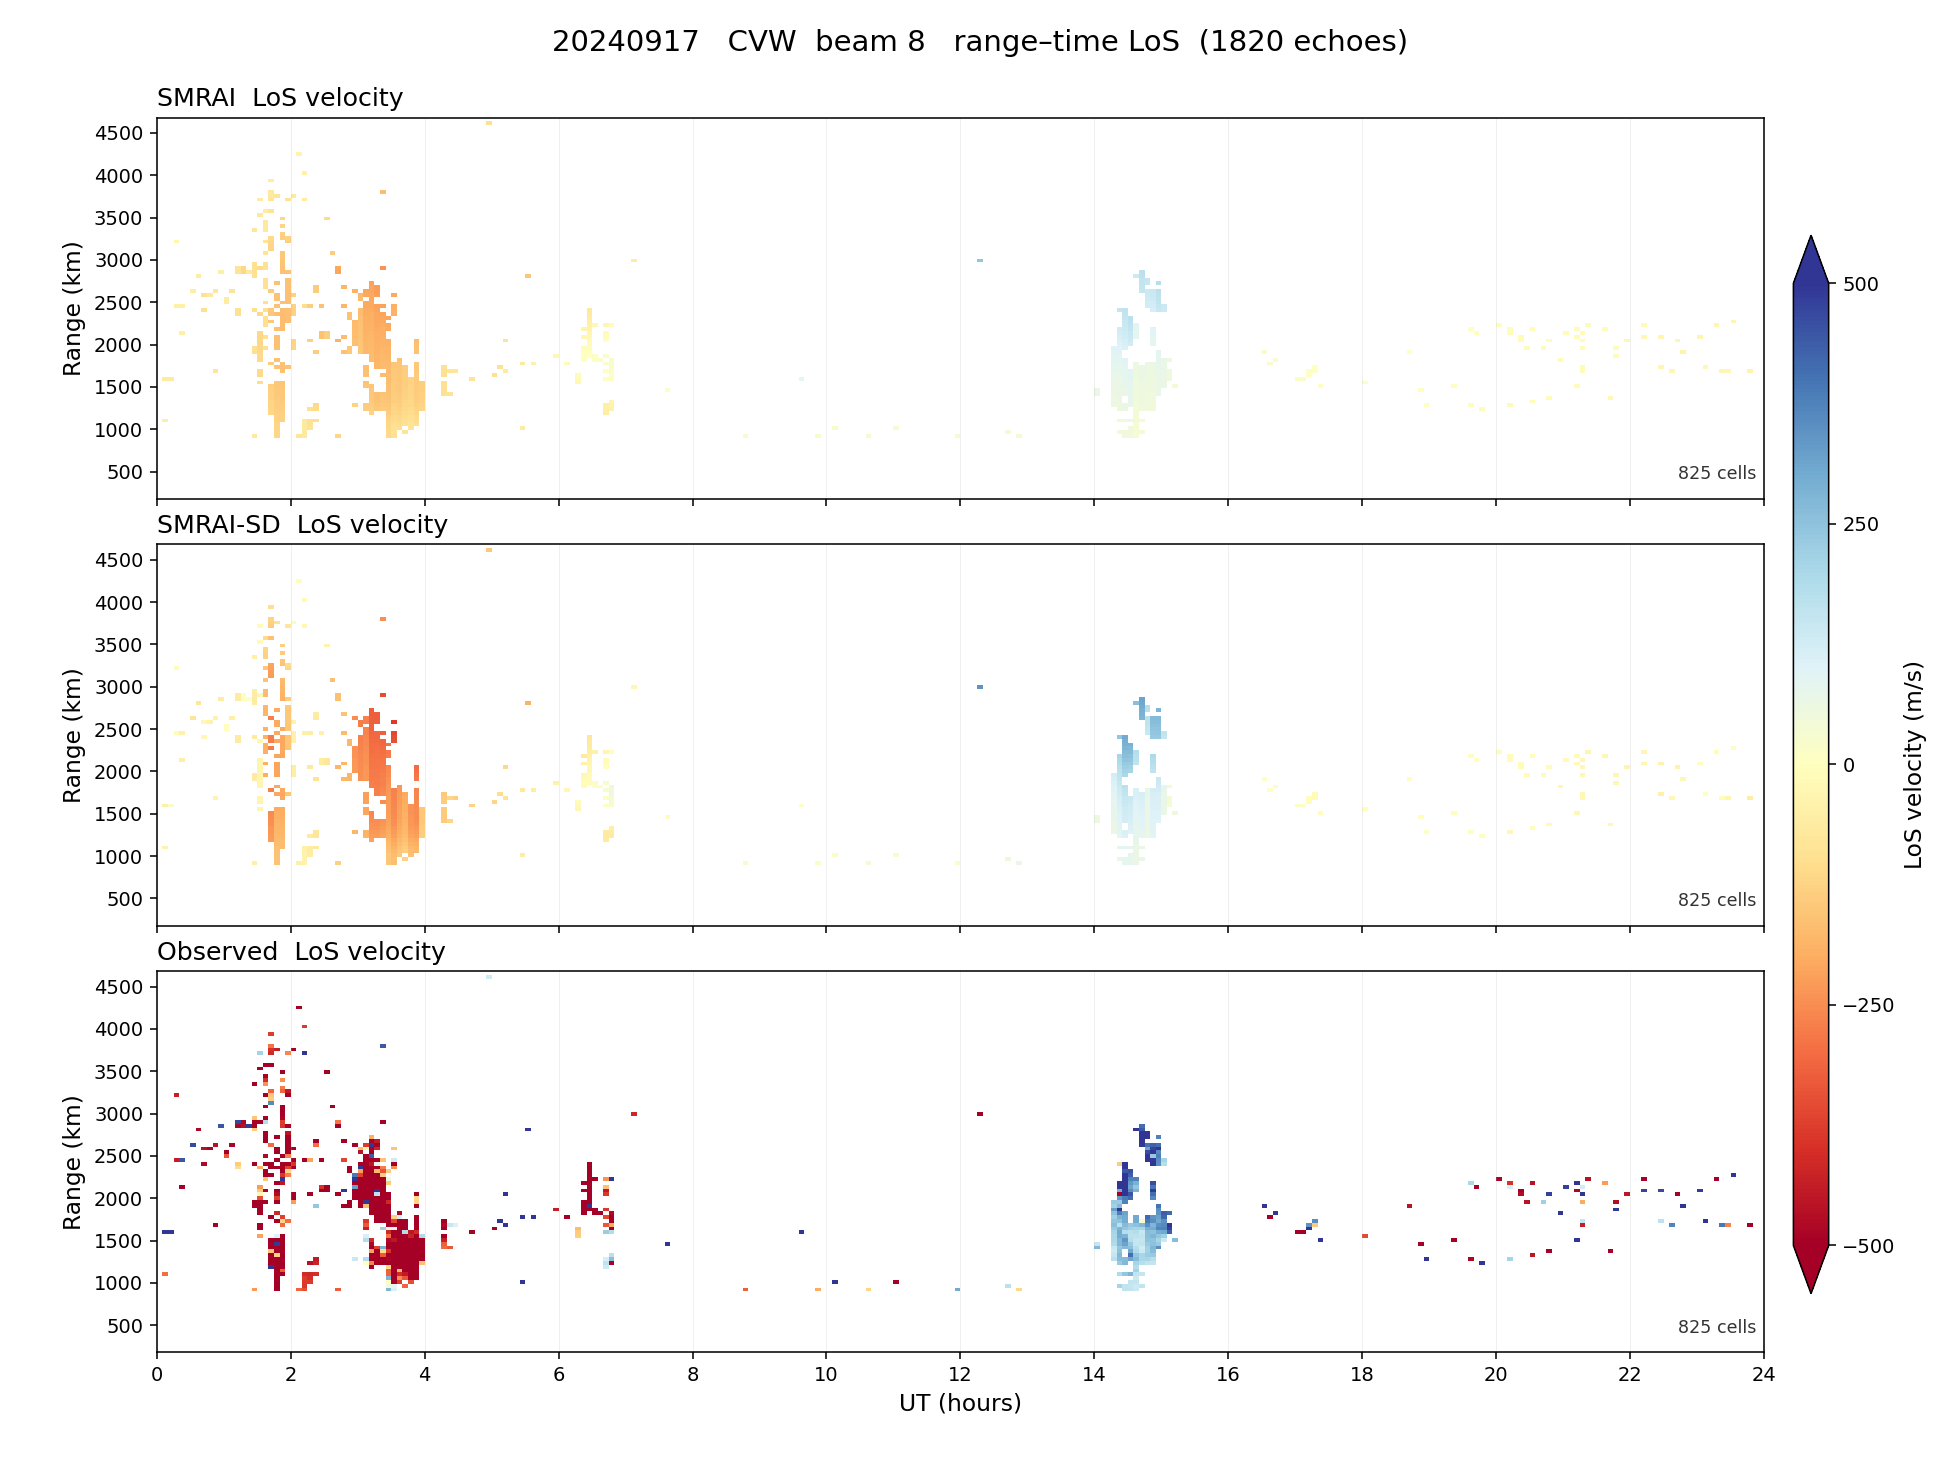 20240917   CVW  beam 8   range–time LoS  (1820 echoes)
SMRAI  LoS velocity
4500
4000
3500
3000
2500
2000
1500
1000
500
Range (km)
825 cells
SMRAI-SD  LoS velocity
4500
4000
3500
3000
2500
2000
1500
1000
500
Range (km)
825 cells
Observed  LoS velocity
4500
4000
3500
3000
2500
2000
1500
1000
500
Range (km)
825 cells
0 2 4 6 8 10 12 14 16 18 20 22 24
UT (hours)
500
250
0
−250
−500
LoS velocity (m/s)